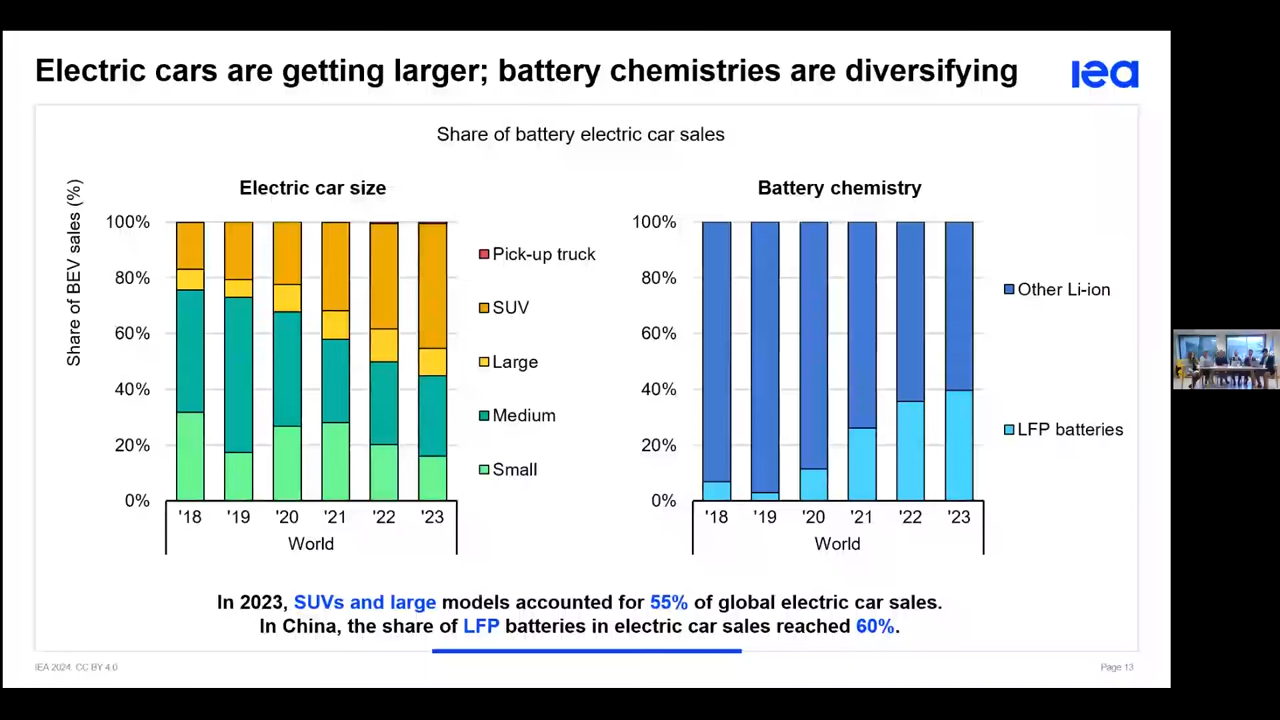 Electric cars are getting larger; battery chemistries are diversifying
iea
Share of battery electric car sales
Share of BEV sales (%)
Electric car size
100%
80%
60%
40%
20%
0%
'18 '19 '20 '21 '22 '23
World
Pick-up truck
SUV
Large
Medium
Small
Battery chemistry
100%
80%
60%
40%
20%
0%
'18 '19 '20 '21 '22 '23
World
Other Li-ion
LFP batteries
In 2023, SUVs and large models accounted for 55% of global electric car sales.
In China, the share of LFP batteries in electric car sales reached 60%.
IEA 2024. CC BY 4.0
Page 13